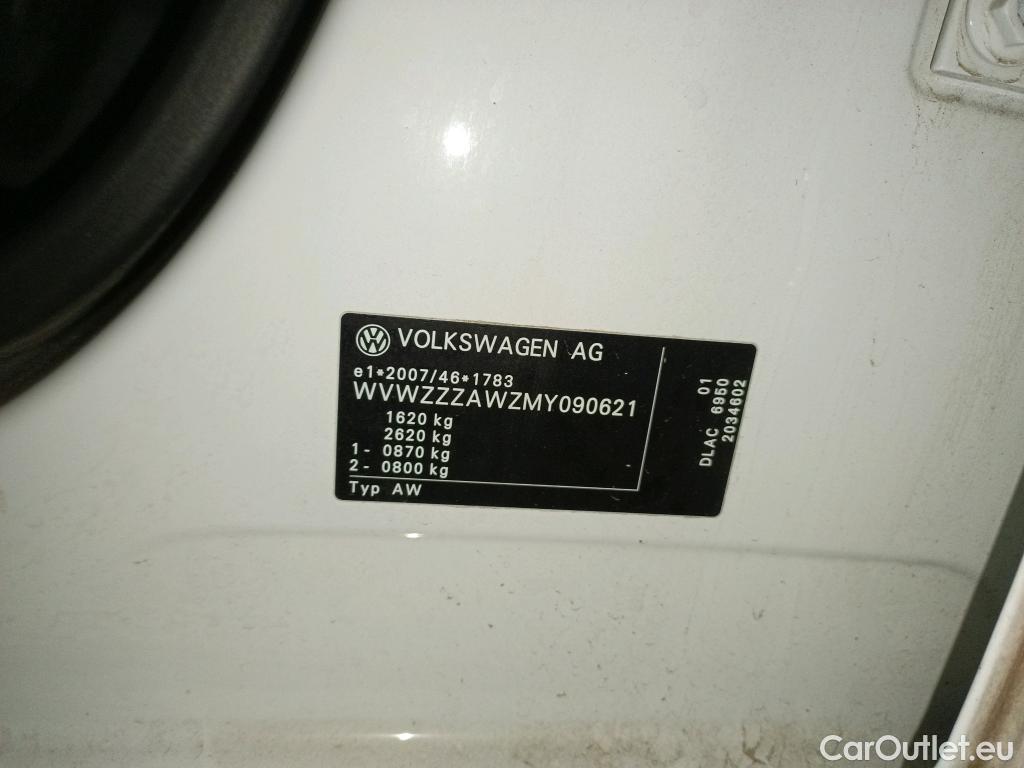 VOLKSWAGEN AG
e1*2007/46*1783
WVWZZZAWZMY090621
1620 kg
2620 kg
1- 0870 kg
2- 0800 kg
Typ AW
01
DLAC 6950
2034602
CarOutlet.eu